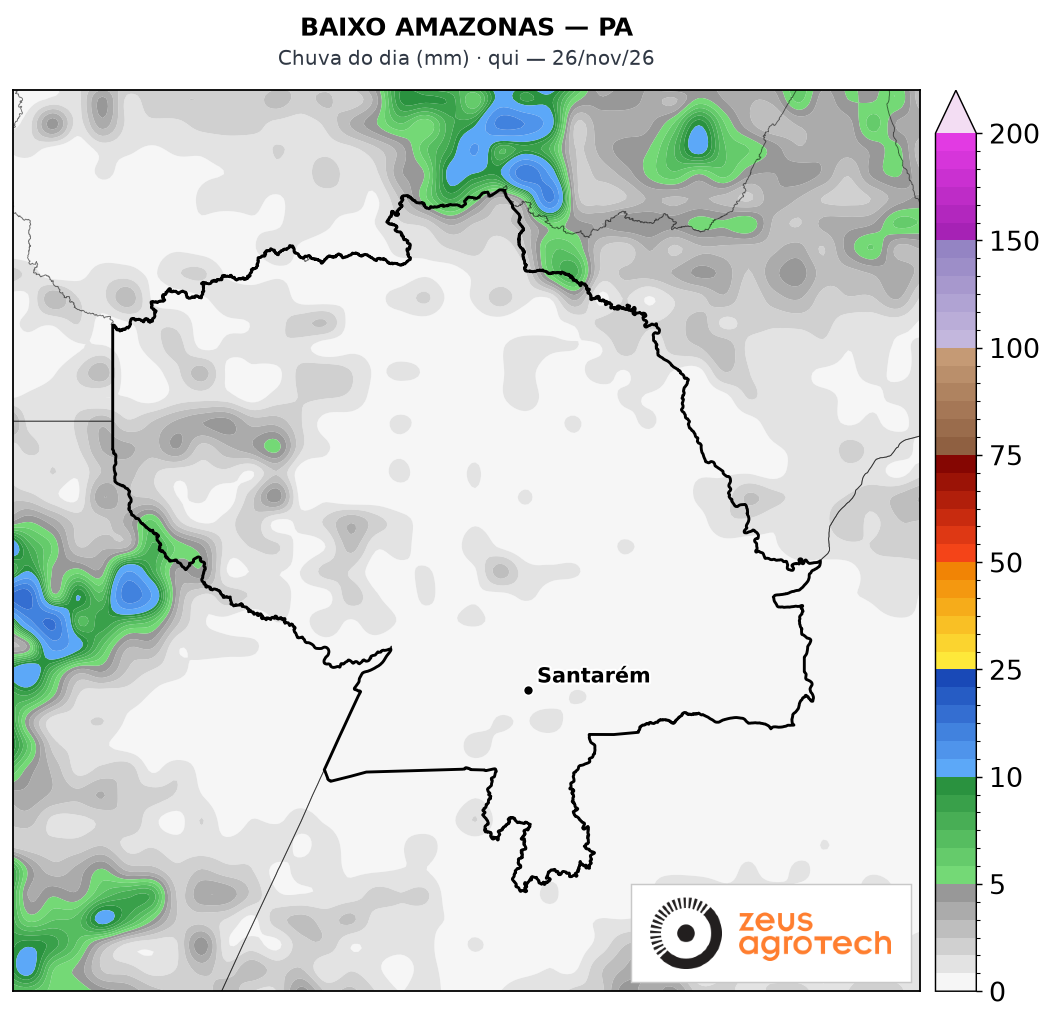 BAIXO AMAZONAS — PA
Chuva do dia (mm) · qui — 26/nov/26
200
150
100
75
50
25
10
5
0
Santarém
zeus
agrotech